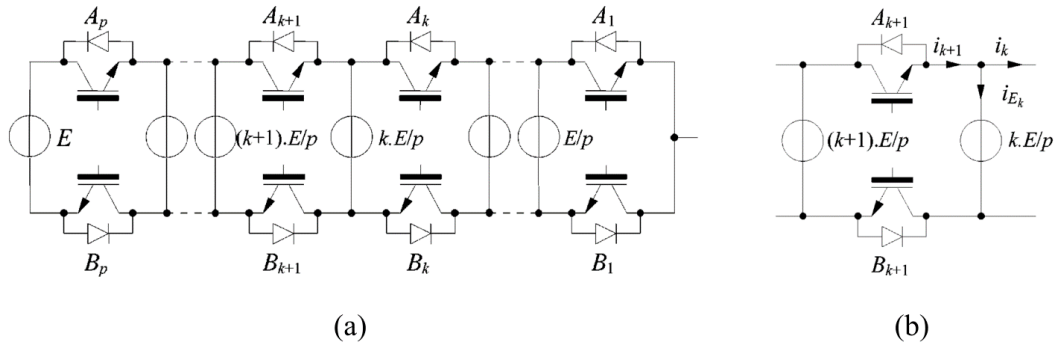 A_p A_{k+1} A_k A_1
E (k+1).E/p k.E/p E/p
B_p B_{k+1} B_k B_1
(a)
A_{k+1}
i_{k+1} i_k
i_{E_k}
(k+1).E/p k.E/p
B_{k+1}
(b)